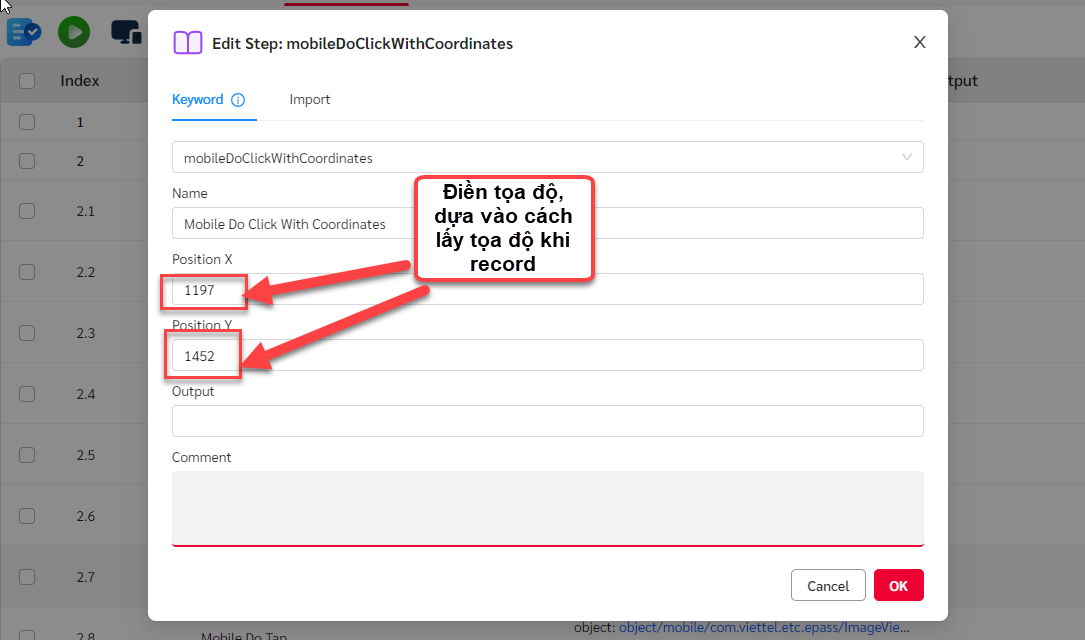 Edit Step: mobileDoClickWithCoordinates
Index
tput
Keyword
Import
1
mobileDoClickWithCoordinates
2
Name
Điền tọa độ,
dựa vào cách
lấy tọa độ khi
record
2.1
Mobile Do Click With Coordinates
Position X
2.2
1197
Position Y
2.3
1452
Output
2.4
Comment
2.5
2.6
2.7
Cancel
OK
2.8
Mobile Do Tap
object: object/mobile/com.viettel.etc.epass/ImageVie...